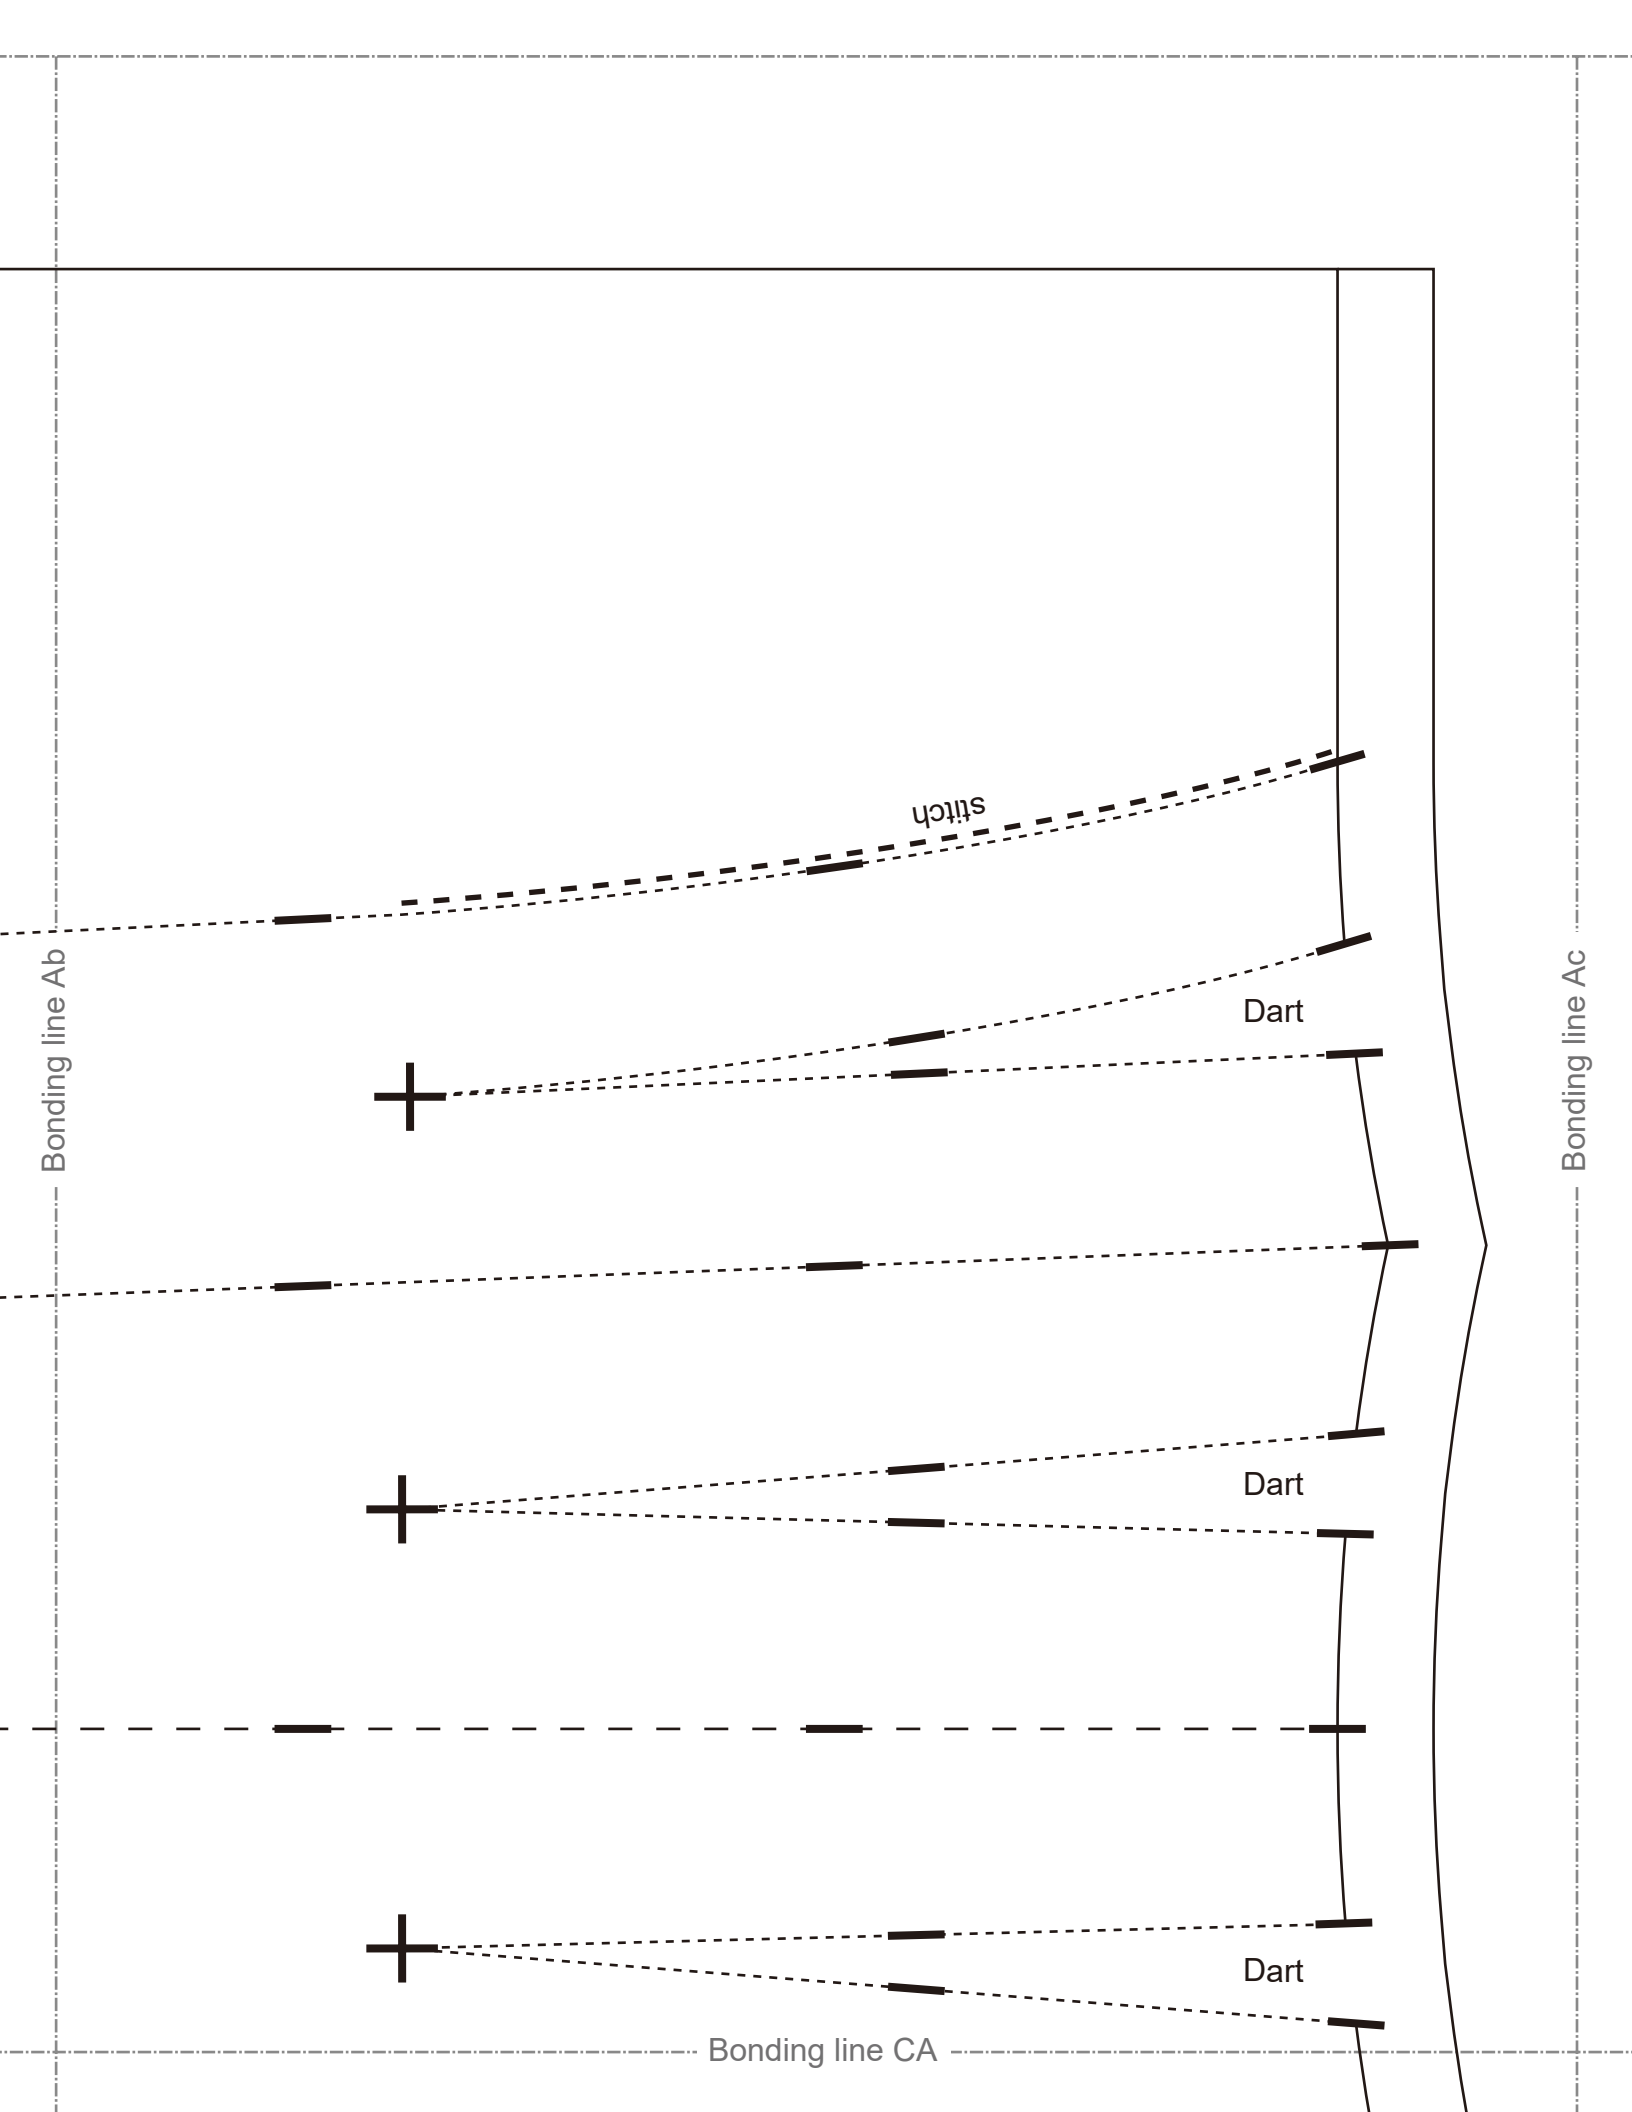 stitch
Bonding line Ab
Bonding line Ac
Dart
Dart
Dart
Bonding line CA